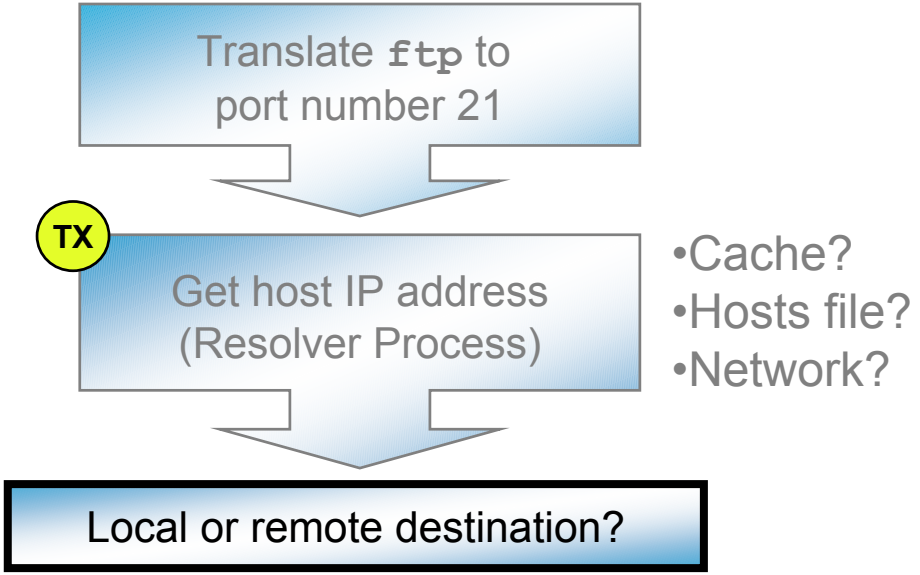 Translate ftp to
port number 21
TX
Get host IP address
(Resolver Process)
•Cache?
•Hosts file?
•Network?
Local or remote destination?